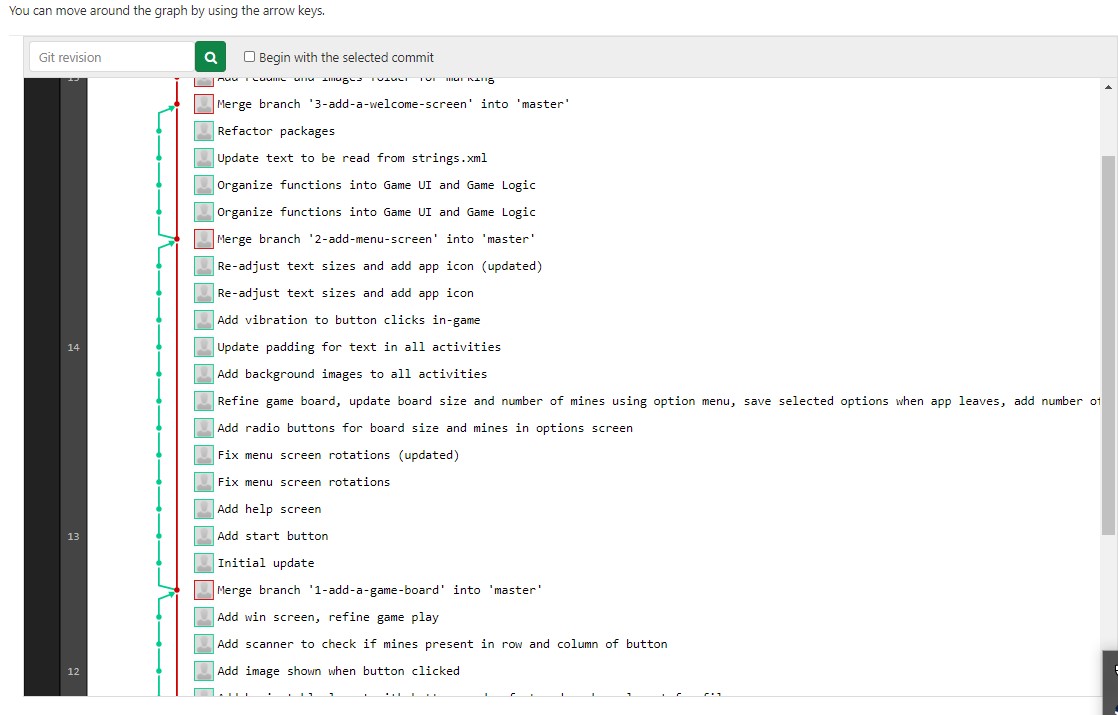 You can move around the graph by using the arrow keys.
Git revision
Begin with the selected commit
Add readme and images folder for marking
Merge branch '3-add-a-welcome-screen' into 'master'
Refactor packages
Update text to be read from strings.xml
Organize functions into Game UI and Game Logic
Organize functions into Game UI and Game Logic
Merge branch '2-add-menu-screen' into 'master'
Re-adjust text sizes and add app icon (updated)
Re-adjust text sizes and add app icon
Add vibration to button clicks in-game
14 Update padding for text in all activities
Add background images to all activities
Refine game board, update board size and number of mines using option menu, save selected options when app leaves, add number of
Add radio buttons for board size and mines in options screen
Fix menu screen rotations (updated)
Fix menu screen rotations
Add help screen
13 Add start button
Initial update
Merge branch '1-add-a-game-board' into 'master'
Add win screen, refine game play
Add scanner to check if mines present in row and column of button
12 Add image shown when button clicked